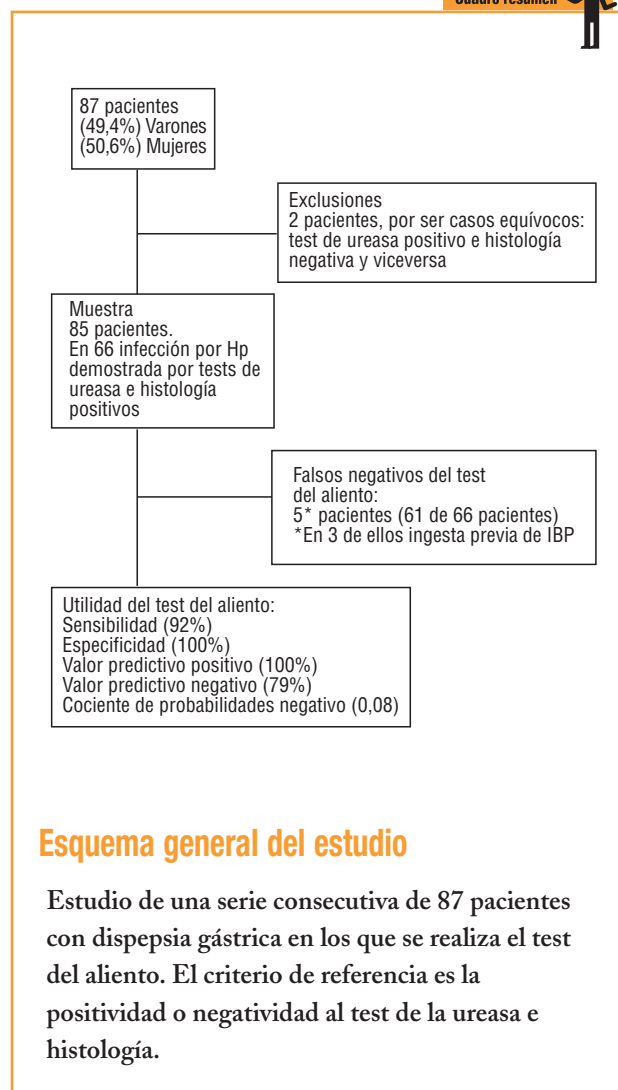 Cuadro resumen
87 pacientes
(49,4%) Varones
(50,6%) Mujeres
Exclusiones
2 pacientes, por ser casos equívocos:
test de ureasa positivo e histología
negativa y viceversa
Muestra
85 pacientes.
En 66 infección por Hp
demostrada por tests de
ureasa e histología
positivos
Falsos negativos del test
del aliento:
5* pacientes (61 de 66 pacientes)
*En 3 de ellos ingesta previa de IBP
Utilidad del test del aliento:
Sensibilidad (92%)
Especificidad (100%)
Valor predictivo positivo (100%)
Valor predictivo negativo (79%)
Cociente de probabilidades negativo (0,08)
Esquema general del estudio
Estudio de una serie consecutiva de 87 pacientes
con dispepsia gástrica en los que se realiza el test
del aliento. El criterio de referencia es la
positividad o negatividad al test de la ureasa e
histología.